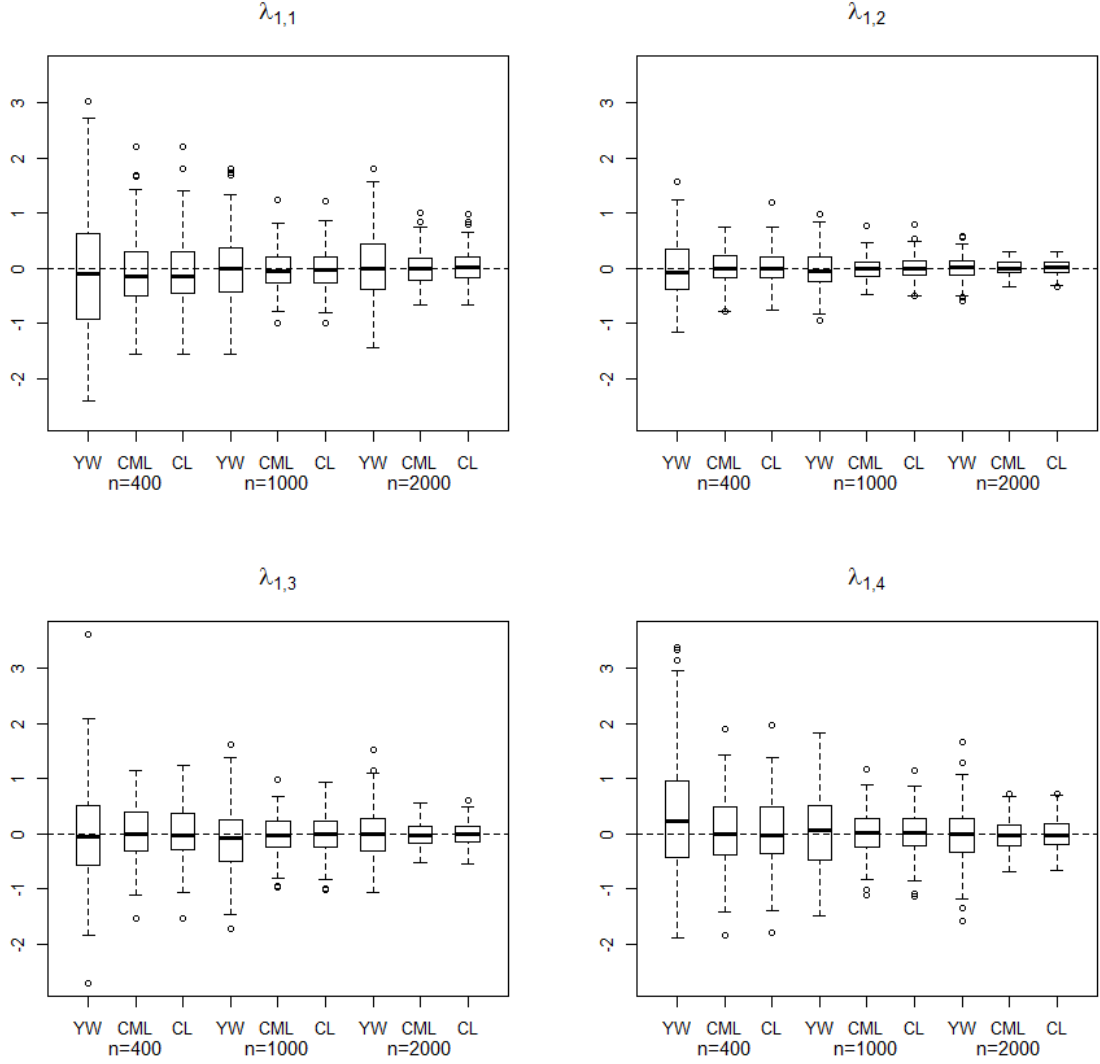 λ1,1
3
2
1
0
-1
-2
YW CML CL YW CML CL YW CML CL
n=400 n=1000 n=2000
λ1,2
3
2
1
0
-1
-2
YW CML CL YW CML CL YW CML CL
n=400 n=1000 n=2000
λ1,3
3
2
1
0
-1
-2
YW CML CL YW CML CL YW CML CL
n=400 n=1000 n=2000
λ1,4
3
2
1
0
-1
-2
YW CML CL YW CML CL YW CML CL
n=400 n=1000 n=2000